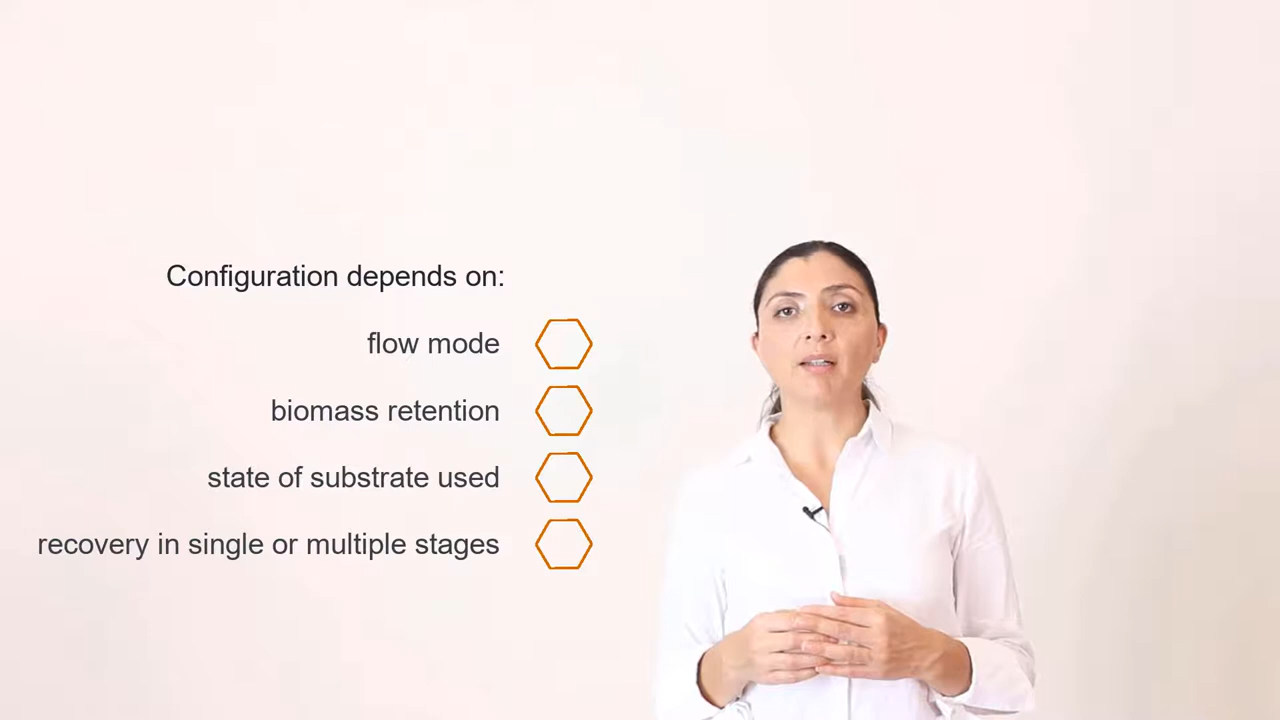 Configuration depends on:
flow mode
biomass retention
state of substrate used
recovery in single or multiple stages